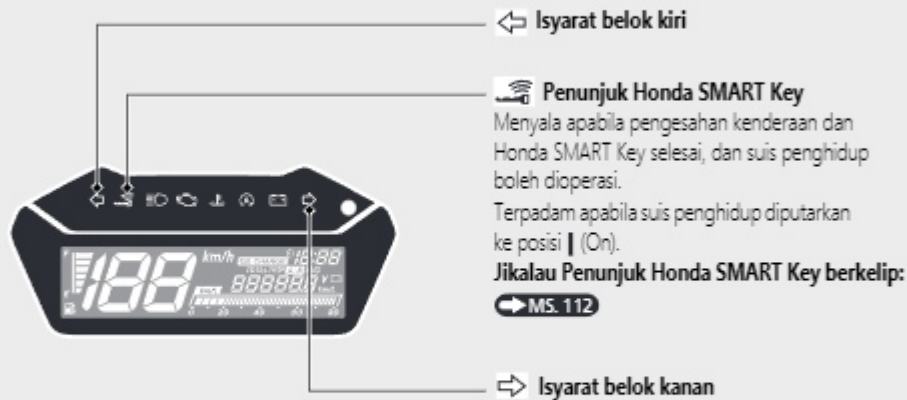 Isyarat belok kiri
Penunjuk Honda SMART Key
Menyala apabila pengesahan kenderaan dan
Honda SMART Key selesai, dan suis penghidup
boleh dioperasi.
Terpadam apabila suis penghidup diputarkan
ke posisi | (On).
Jikalau Penunjuk Honda SMART Key berkelip:
MS. 112
km/h
188
Isyarat belok kanan